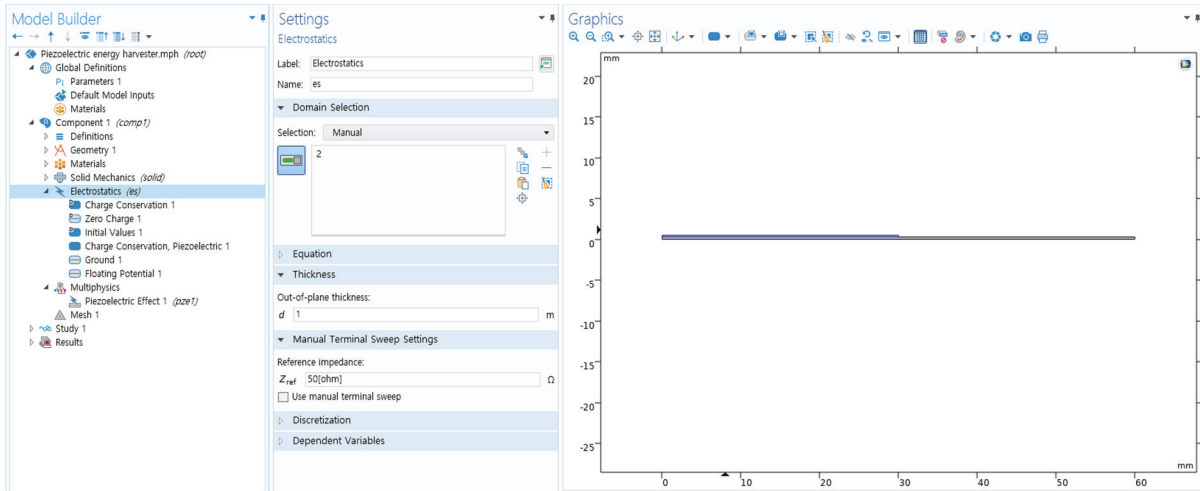 Model Builder
Piezoelectric energy harvester.mph (root)
Global Definitions
Pi Parameters 1
Default Model Inputs
Materials
Component 1 (comp1)
Definitions
Geometry 1
Materials
Solid Mechanics (solid)
Electrostatics (es)
Charge Conservation 1
Zero Charge 1
Initial Values 1
Charge Conservation, Piezoelectric 1
Ground 1
Floating Potential 1
Multiphysics
Piezoelectric Effect 1 (pze1)
Mesh 1
Study 1
Results
Settings
Electrostatics
Label: Electrostatics
Name: es
Domain Selection
Selection: Manual
2
Equation
Thickness
Out-of-plane thickness:
d 1 m
Manual Terminal Sweep Settings
Reference impedance:
Zref 50[ohm] Ω
Use manual terminal sweep
Discretization
Dependent Variables
Graphics
mm
20
15
10
5
0
-5
-10
-15
-20
-25
mm
0 10 20 30 40 50 60